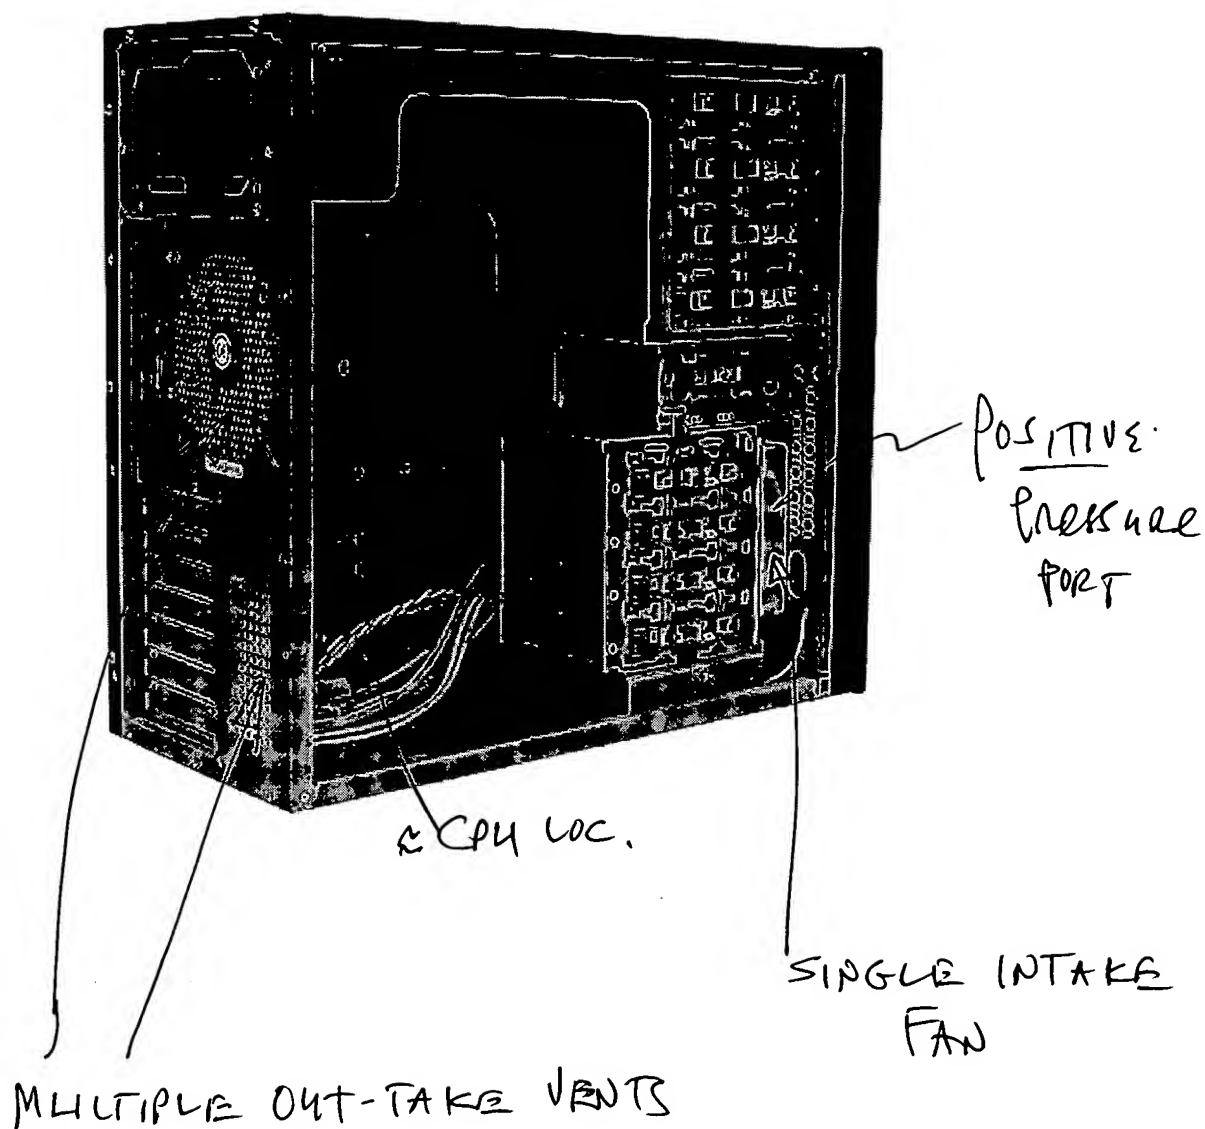 POSITIVE
Pressure
PORT
≈ CPU LOC.
SINGLE INTAKE
FAN
MULTIPLE OUT-TAKE VENTS